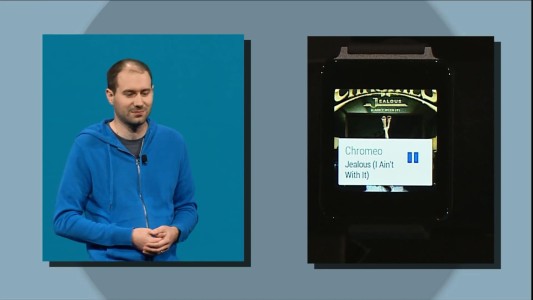 CHROMEO
JEALOUS
Chromeo
Jealous (I Ain't
With It)